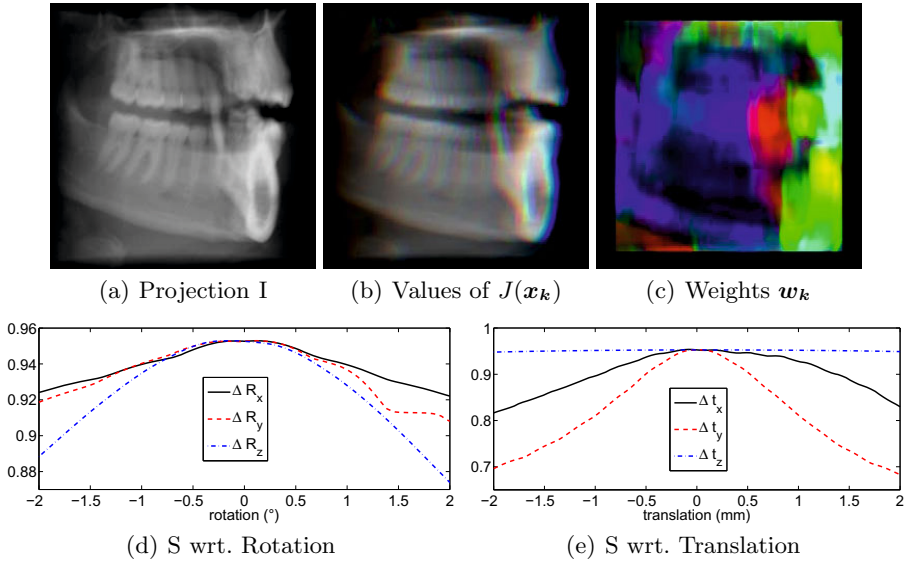 (a) Projection I
(b) Values of J(x_k)
(c) Weights w_k
0.96
0.94
0.92
0.9
0.88
−2
−1.5
−1
−0.5
0
0.5
1
1.5
2
Δ R_x
Δ R_y
Δ R_z
rotation (°)
(d) S wrt. Rotation
1
0.9
0.8
0.7
−2
−1.5
−1
−0.5
0
0.5
1
1.5
2
Δ t_x
Δ t_y
Δ t_z
translation (mm)
(e) S wrt. Translation